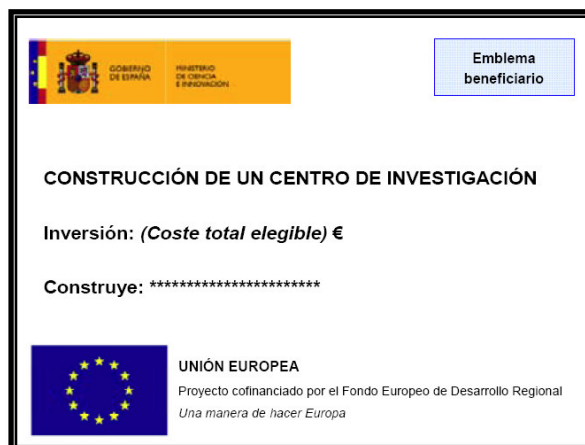 GOBIERNO
DE ESPAÑA
MINISTERIO
DE CIENCIA
E INNOVACIÓN
Emblema
beneficiario
CONSTRUCCIÓN DE UN CENTRO DE INVESTIGACIÓN
Inversión: (Coste total elegible) €
Construye: ***********************
UNIÓN EUROPEA
Proyecto cofinanciado por el Fondo Europeo de Desarrollo Regional
Una manera de hacer Europa